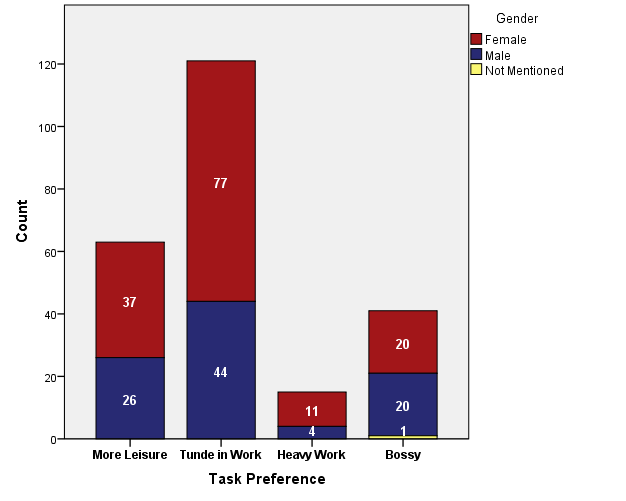 Gender
Female
Male
Not Mentioned
Count
120
100
80
60
40
20
0
37
26
77
44
11
4
20
20
1
More Leisure
Tunde in Work
Heavy Work
Bossy
Task Preference